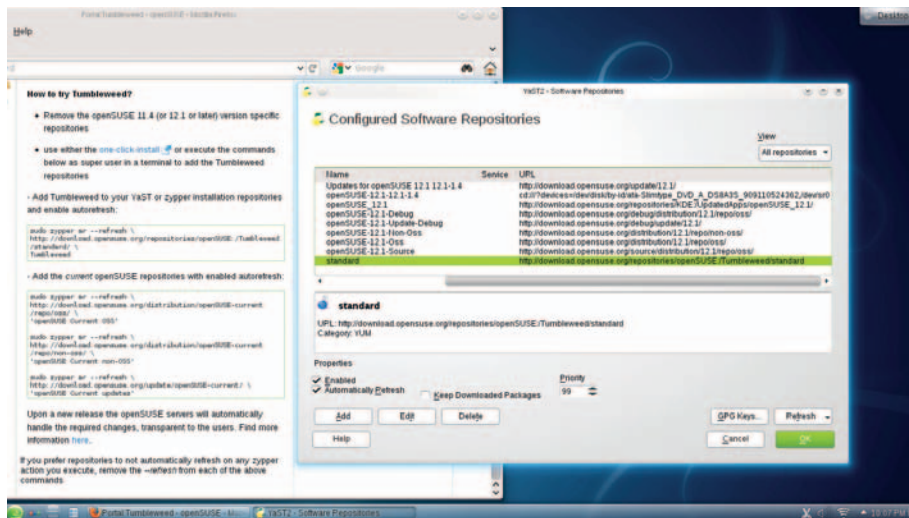 Portal Tumbleweed - openSUSE - Mozilla Firefox
Help
Google
How to try Tumbleweed?
Remove the openSUSE 11.4 (or 12.1 or later) version specific
repositories
use either the one-click-install or execute the commands
below as super user in a terminal to add the Tumbleweed
repositories
- Add Tumbleweed to your YaST or zypper installation repositories
and enable autorefresh:
sudo zypper ar --refresh \
http://download.opensuse.org/repositories/openSUSE:/Tumbleweed
/standard/ \
Tumbleweed
- Add the current openSUSE repositories with enabled autorefresh:
sudo zypper ar --refresh \
http://download.opensuse.org/distribution/openSUSE-current
/repo/oss/ \
'openSUSE Current OSS'
sudo zypper ar --refresh \
http://download.opensuse.org/distribution/openSUSE-current
/repo/non-oss/ \
'openSUSE Current non-OSS'
sudo zypper ar --refresh \
http://download.opensuse.org/update/openSUSE-current/ \
'openSUSE Current updates'
Upon a new release the openSUSE servers will automatically
handle the required changes, transparent to the users. Find more
information here.
If you prefer repositories to not automatically refresh on any zypper
action you execute, remove the --refresh from each of the above
commands.
Desktop
YaST2 - Software Repositories
Configured Software Repositories
View
All repositories
Name Service URL
Updates for openSUSE 12.1 12.1-1.4 http://download.opensuse.org/update/12.1/
openSUSE-12.1-12.1-1.4 cd:///?devices=/dev/disk/by-id/ata-Slimtype_DVD_A_DS8A3S_909110524362,/dev/sr0
openSUSE_12.1 http://download.opensuse.org/repositories/KDE:/UpdatedApps/openSUSE_12.1/
openSUSE-12.1-Debug http://download.opensuse.org/debug/distribution/12.1/repo/oss/
openSUSE-12.1-Update-Debug http://download.opensuse.org/debug/update/12.1/
openSUSE-12.1-Non-Oss http://download.opensuse.org/distribution/12.1/repo/non-oss/
openSUSE-12.1-Oss http://download.opensuse.org/distribution/12.1/repo/oss/
openSUSE-12.1-Source http://download.opensuse.org/source/distribution/12.1/repo/oss/
standard http://download.opensuse.org/repositories/openSUSE:/Tumbleweed/standard
standard
URL: http://download.opensuse.org/repositories/openSUSE:/Tumbleweed/standard
Category: YUM
Properties
Enabled
Automatically Refresh
Keep Downloaded Packages
Priority
99
Add Edit Delete GPG Keys... Refresh
Help Cancel OK
Portal Tumbleweed - openSUSE -
YaST2 - Software Repositories
10:07 PM